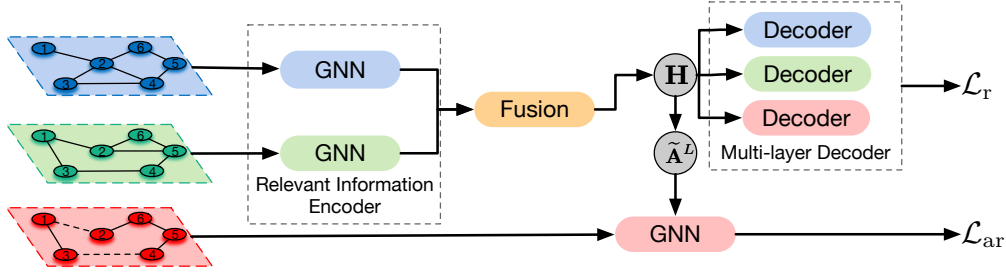 1 2 3 4 5 6
GNN
1 2 3 4 5 6
GNN
Relevant Information
Encoder
Fusion
H
Ã^L
Decoder
Decoder
Decoder
Multi-layer Decoder
ℒ_r
1 2 3 4 5 6
GNN
ℒ_ar